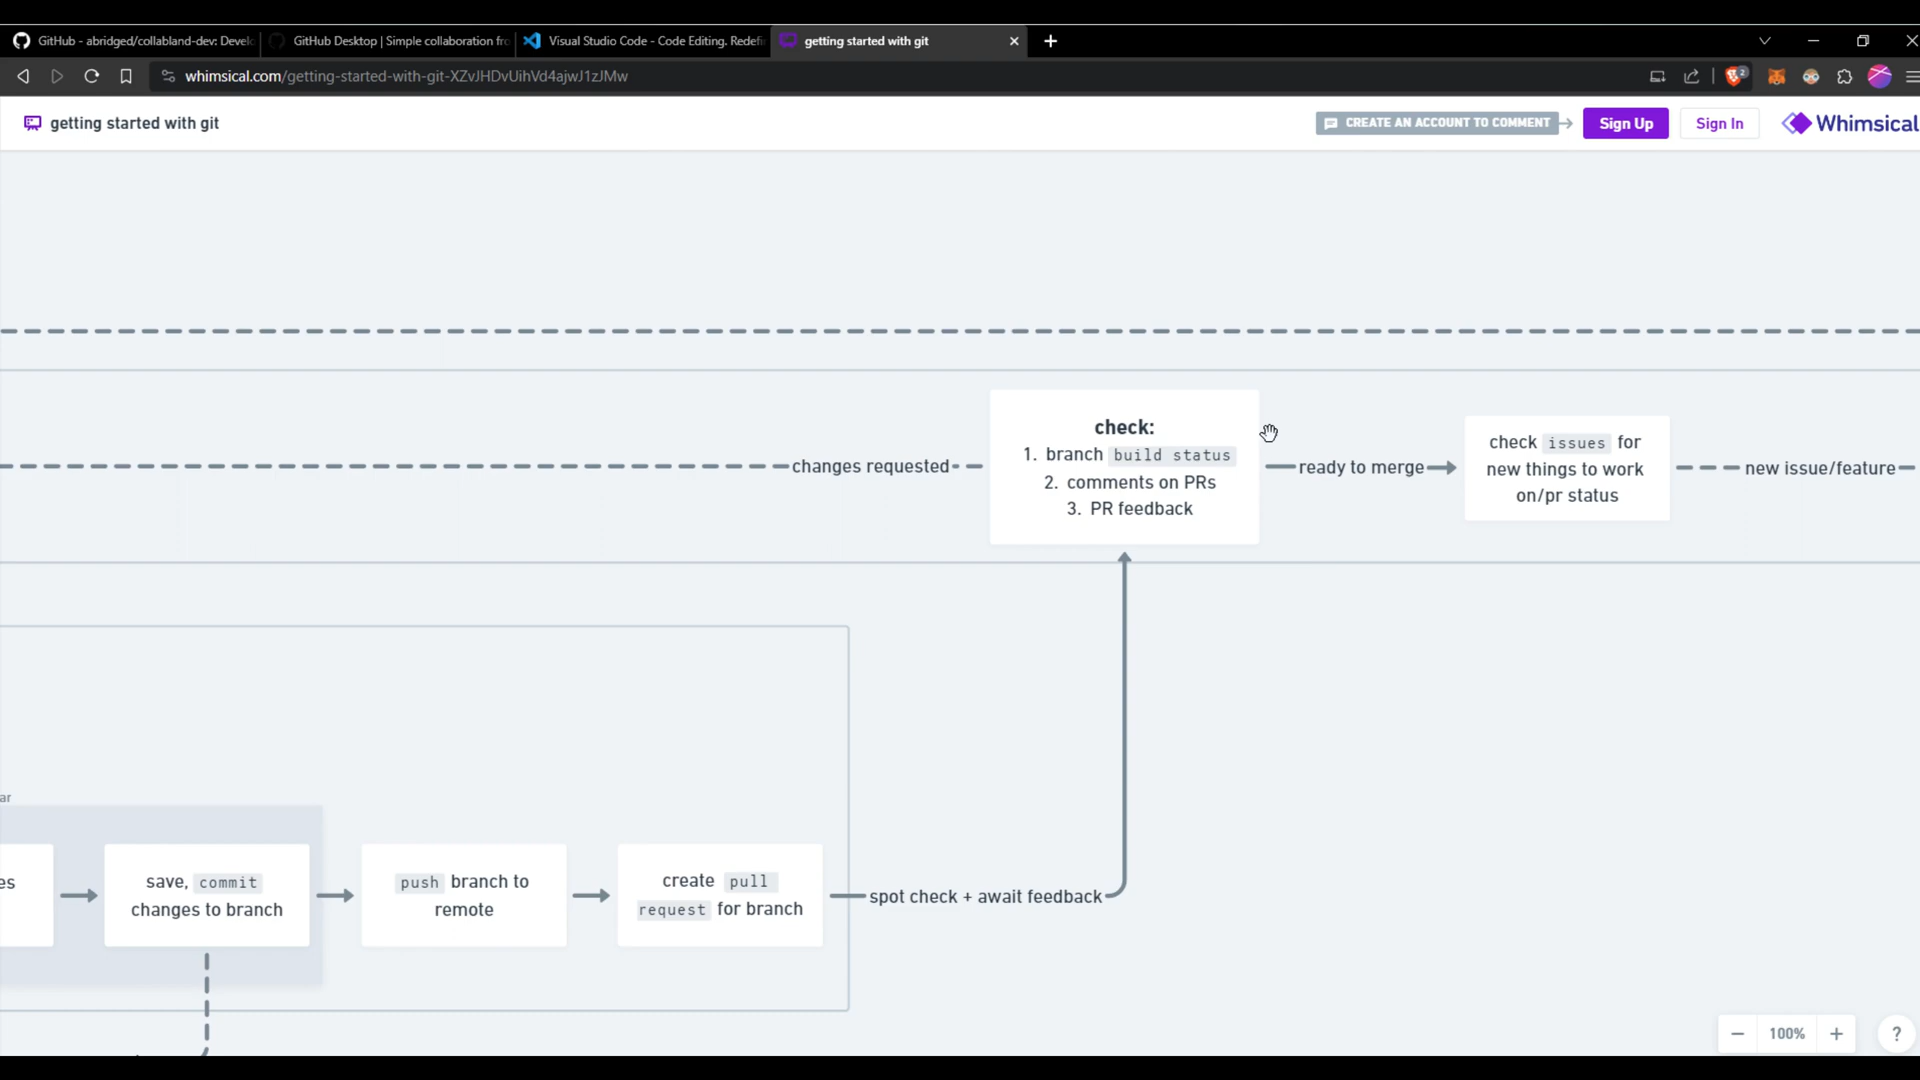 GitHub - abridged/collabland-dev: Devel
GitHub Desktop | Simple collaboration fro
Visual Studio Code - Code Editing. Redefi
getting started with git
whimsical.com/getting-started-with-git-XZvJHDvUihVd4ajwJ1zJMw
2
getting started with git
CREATE AN ACCOUNT TO COMMENT
Sign Up
Sign In
Whimsical
check:
1. branch build status
2. comments on PRs
3. PR feedback
changes requested
ready to merge
check issues for
new things to work
on/pr status
new issue/feature
ar
es
save, commit
changes to branch
push branch to
remote
create pull
request for branch
spot check + await feedback
100%
?